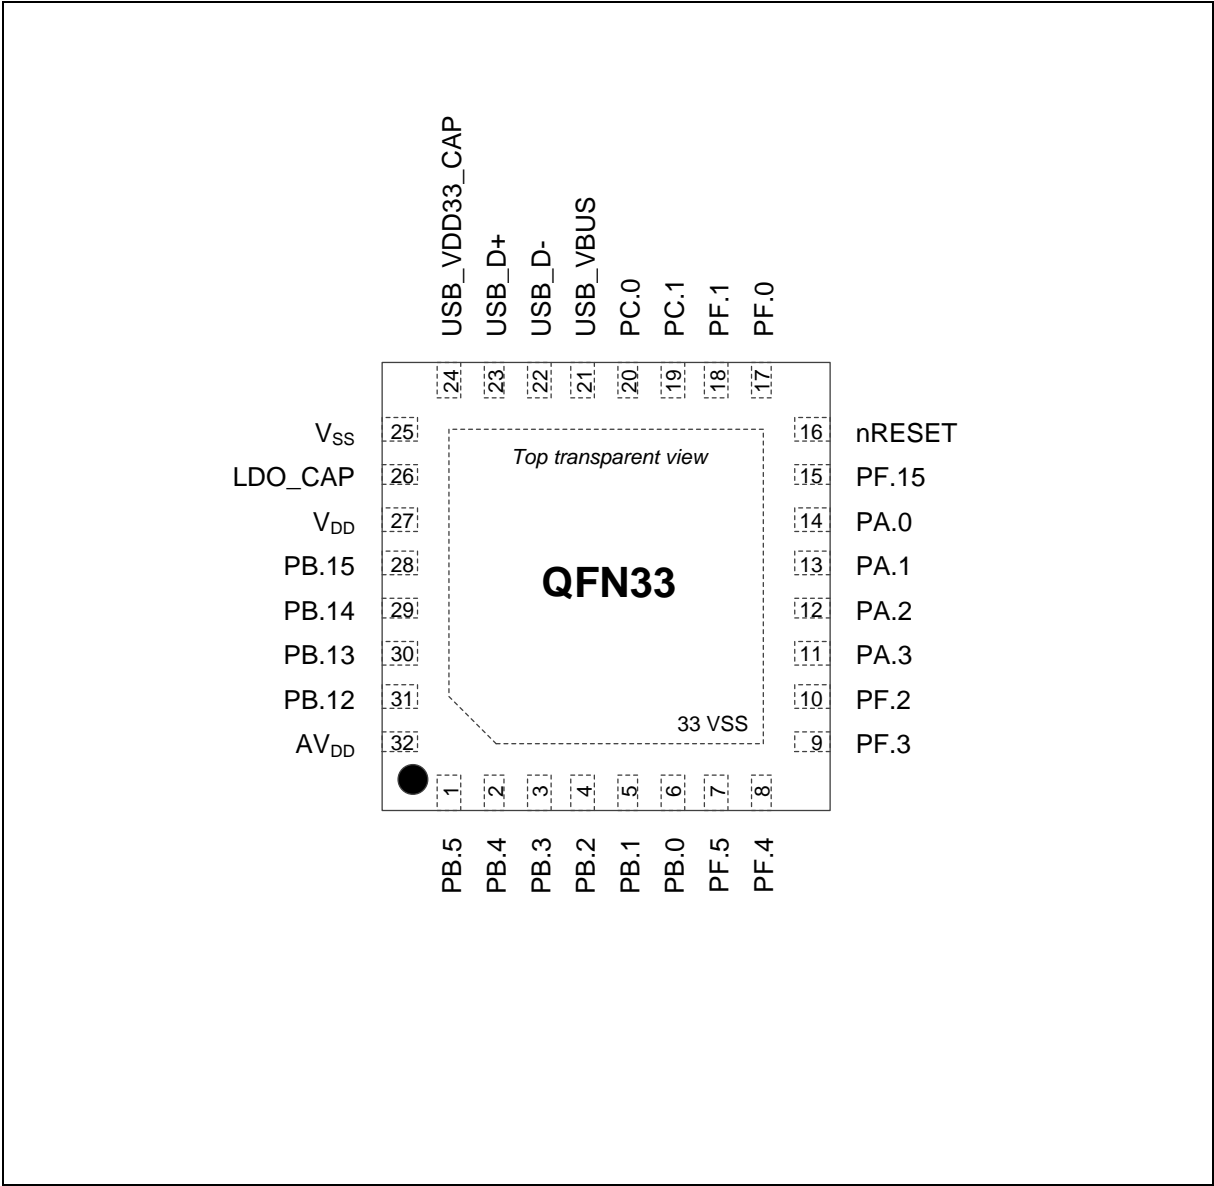 USB_VDD33_CAP
USB_D+
USB_D-
USB_VBUS
PC.0
PC.1
PF.1
PF.0
24
23
22
21
20
19
18
17
VSS 25
LDO_CAP 26
VDD 27
PB.15 28
PB.14 29
PB.13 30
PB.12 31
AVDD 32
Top transparent view
QFN33
33 VSS
16 nRESET
15 PF.15
14 PA.0
13 PA.1
12 PA.2
11 PA.3
10 PF.2
9 PF.3
1
2
3
4
5
6
7
8
PB.5
PB.4
PB.3
PB.2
PB.1
PB.0
PF.5
PF.4